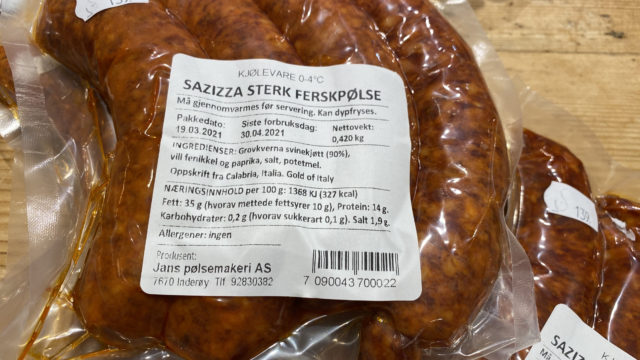 KJØLEVARE 0-4°C
SAZIZZA STERK FERSKPØLSE
Må gjennomvarmes før servering. Kan dypfryses.
Pakkedato: Siste forbruksdag: Nettovekt:
19.03.2021 30.04.2021 0,420 kg
INGREDIENSER: Grovkverna svinekjøtt (90%),
vill fenikkel og paprika, salt, potetmel.
Oppskrift fra Calabria, Italia. Gold of Italy
NÆRINGSINNHOLD per 100 g: 1368 KJ (327 kcal)
Fett: 35 g (hvorav mettede fettsyrer 10 g), Protein: 14 g.
Karbohydrater: 0,2 g (hvorav sukkerart 0,1 g). Salt 1,9 g.
Allergener: ingen
Produsent:
Jans pølsemakeri AS
7670 Inderøy Tlf. 92830382
7 090043 700022
KJ
SAZIZZ
Må g